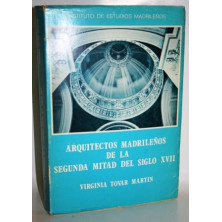 INSTITUTO DE ESTUDIOS MADRILEÑOS
ARQUITECTOS MADRILEÑOS
DE LA
SEGUNDA MITAD DEL SIGLO XVII
VIRGINIA TOVAR MARTIN